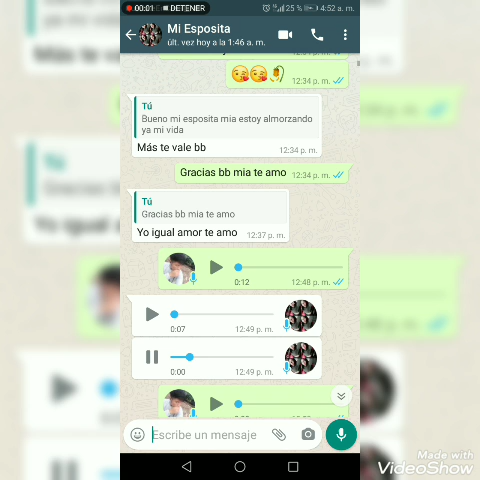 00:01 DETENER 25 % 4:52 a. m.
Mi Esposita
últ. vez hoy a la 1:46 a. m.
12:34 p. m.
Tú
Bueno mi esposita mia estoy almorzando
ya mi vida
Más te vale bb 12:34 p. m.
Gracias bb mia te amo 12:34 p. m.
Tú
Gracias bb mia te amo
Yo igual amor te amo 12:37 p. m.
0:12 12:48 p. m.
0:07 12:49 p. m.
0:00 12:49 p. m.
Escribe un mensaje
Made with
VideoShow